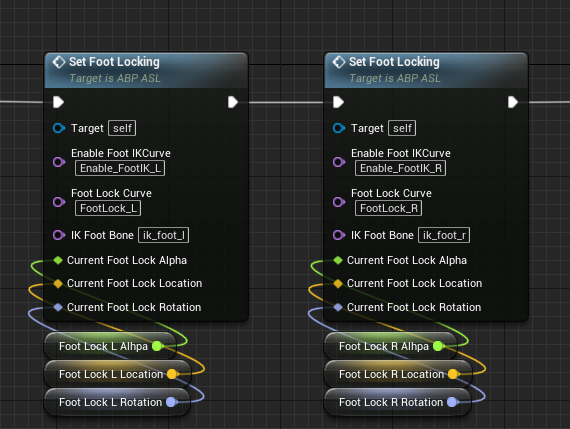 Set Foot Locking
Target is ABP ASL
Target self
Enable Foot IKCurve
Enable_FootIK_L
Foot Lock Curve
FootLock_L
IK Foot Bone ik_foot_l
Current Foot Lock Alpha
Current Foot Lock Location
Current Foot Lock Rotation
Foot Lock L Alhpa
Foot Lock L Location
Foot Lock L Rotation
Set Foot Locking
Target is ABP ASL
Target self
Enable Foot IKCurve
Enable_FootIK_R
Foot Lock Curve
FootLock_R
IK Foot Bone ik_foot_r
Current Foot Lock Alpha
Current Foot Lock Location
Current Foot Lock Rotation
Foot Lock R Alhpa
Foot Lock R Location
Foot Lock R Rotation